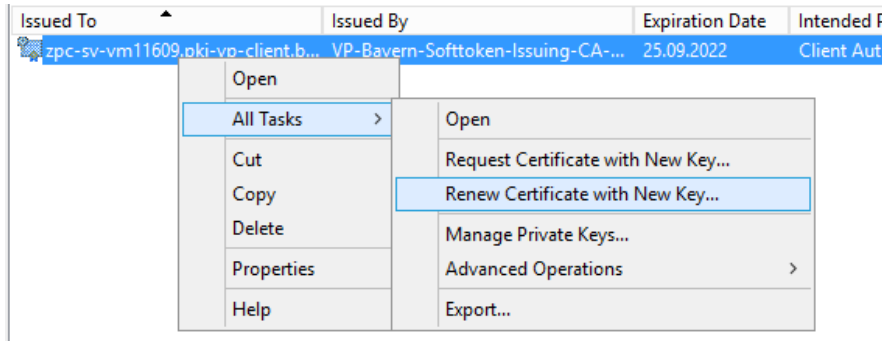 Issued To Issued By Expiration Date Intended
zpc-sv-vm11609.pki-vp-client.b... VP-Bayern-Softtoken-Issuing-CA-... 25.09.2022 Client Aut
Open
All Tasks > Open
Cut Request Certificate with New Key...
Copy Renew Certificate with New Key...
Delete Manage Private Keys...
Properties Advanced Operations >
Help Export...